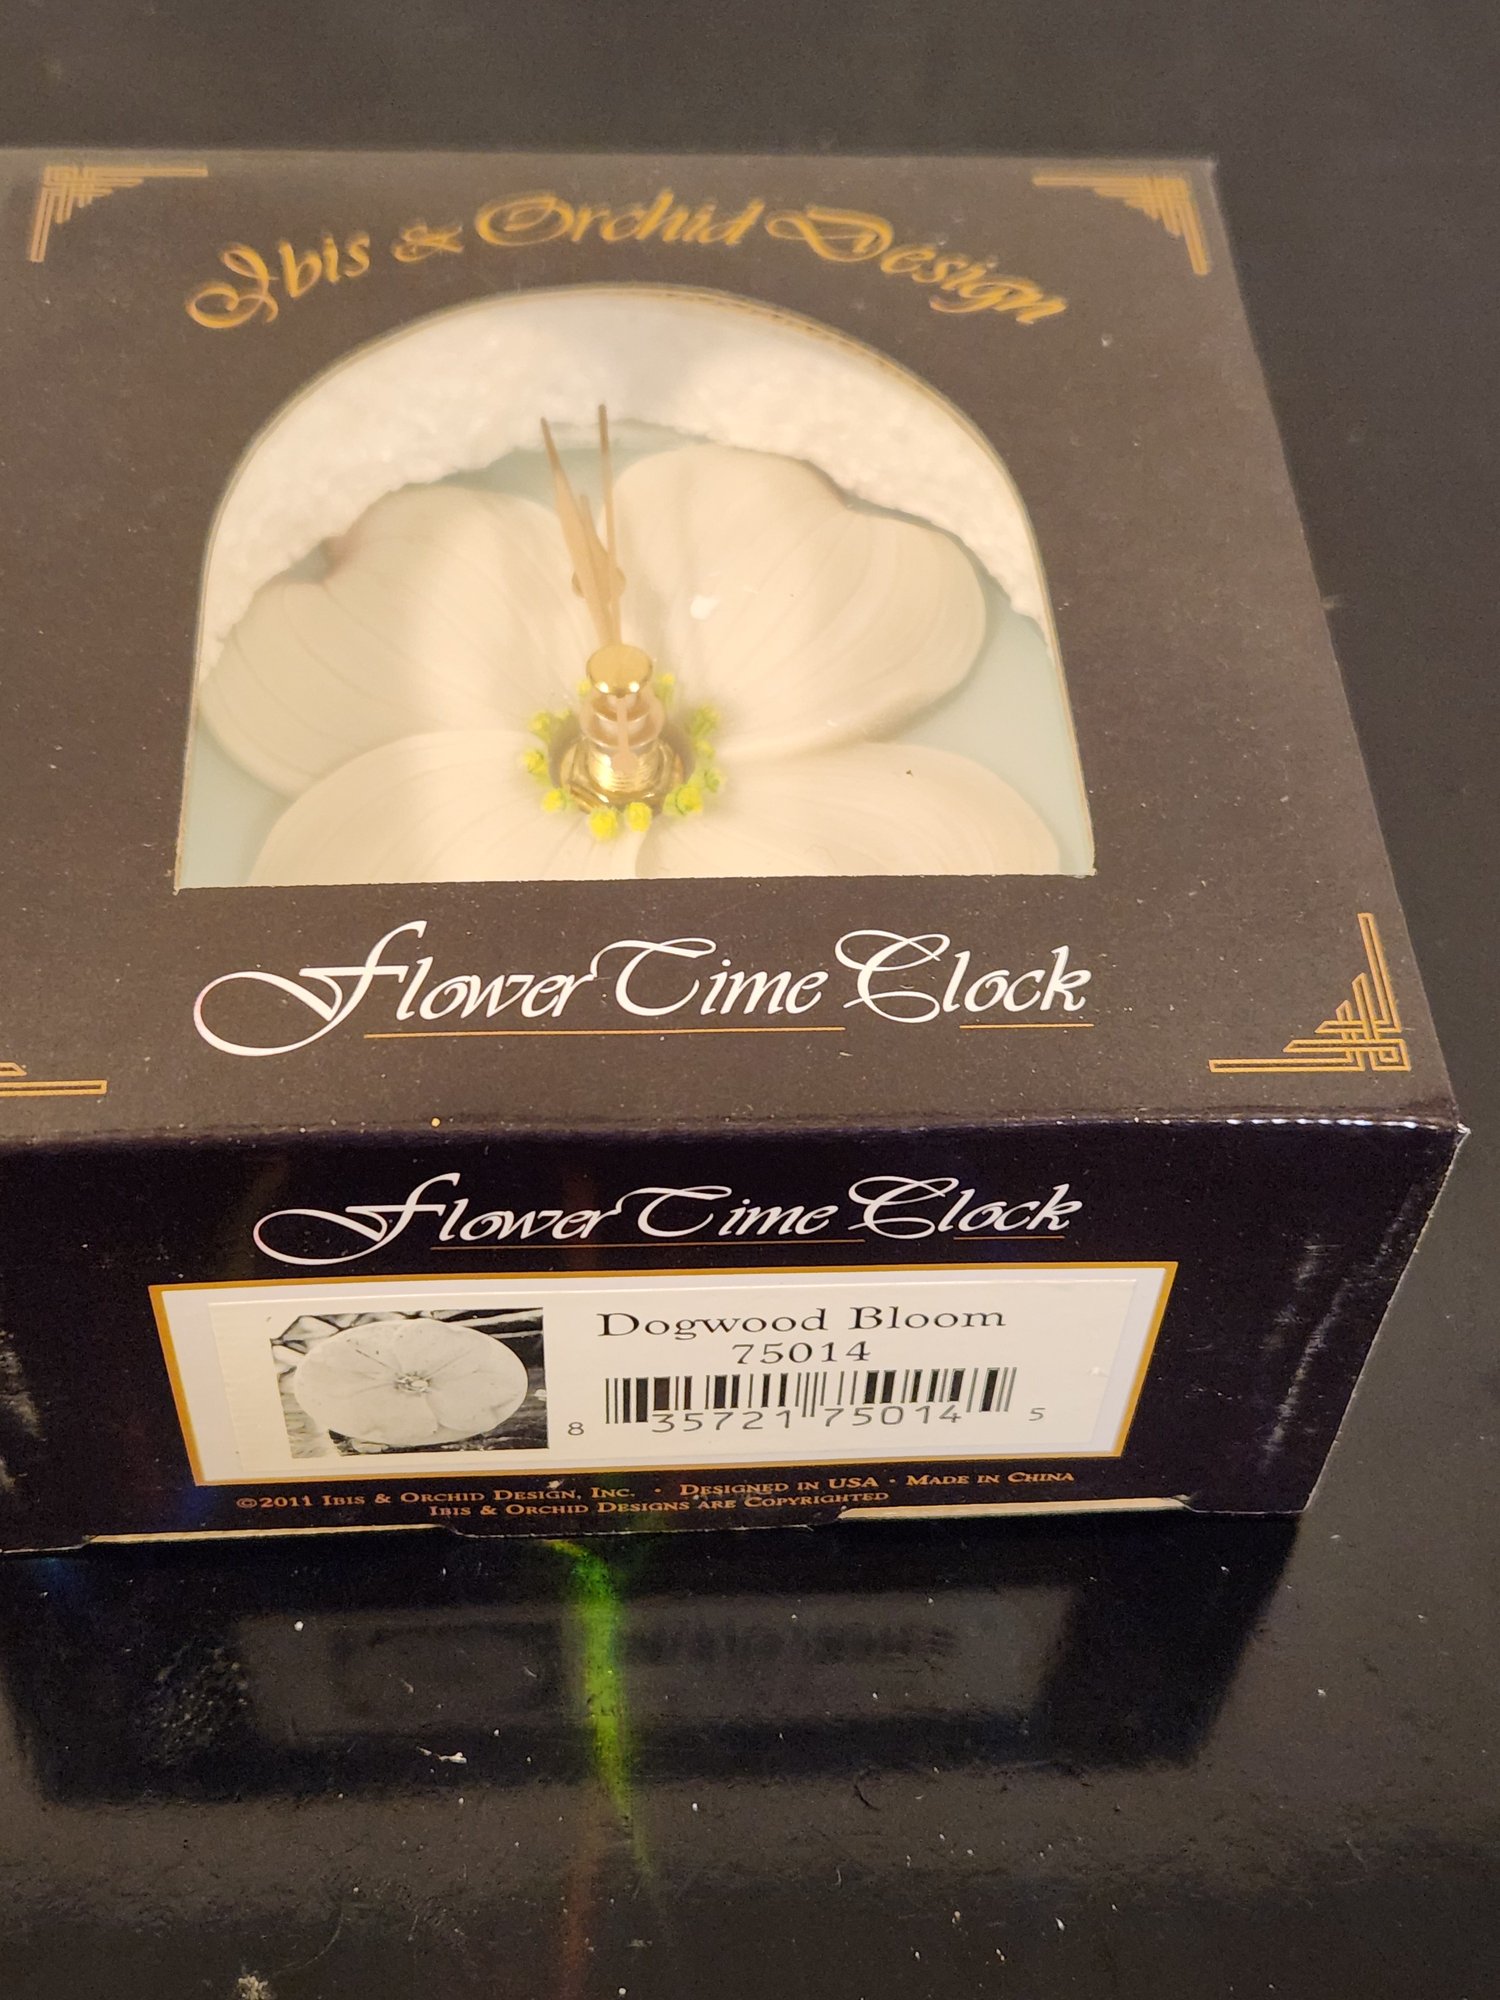 Ibis & Orchid Design
Flower Time Clock
Flower Time Clock
Dogwood Bloom
75014
8 35721 75014 5
©2011 Ibis & Orchid Design, Inc. · Designed in USA · Made in China
Ibis & Orchid Designs are Copyrighted